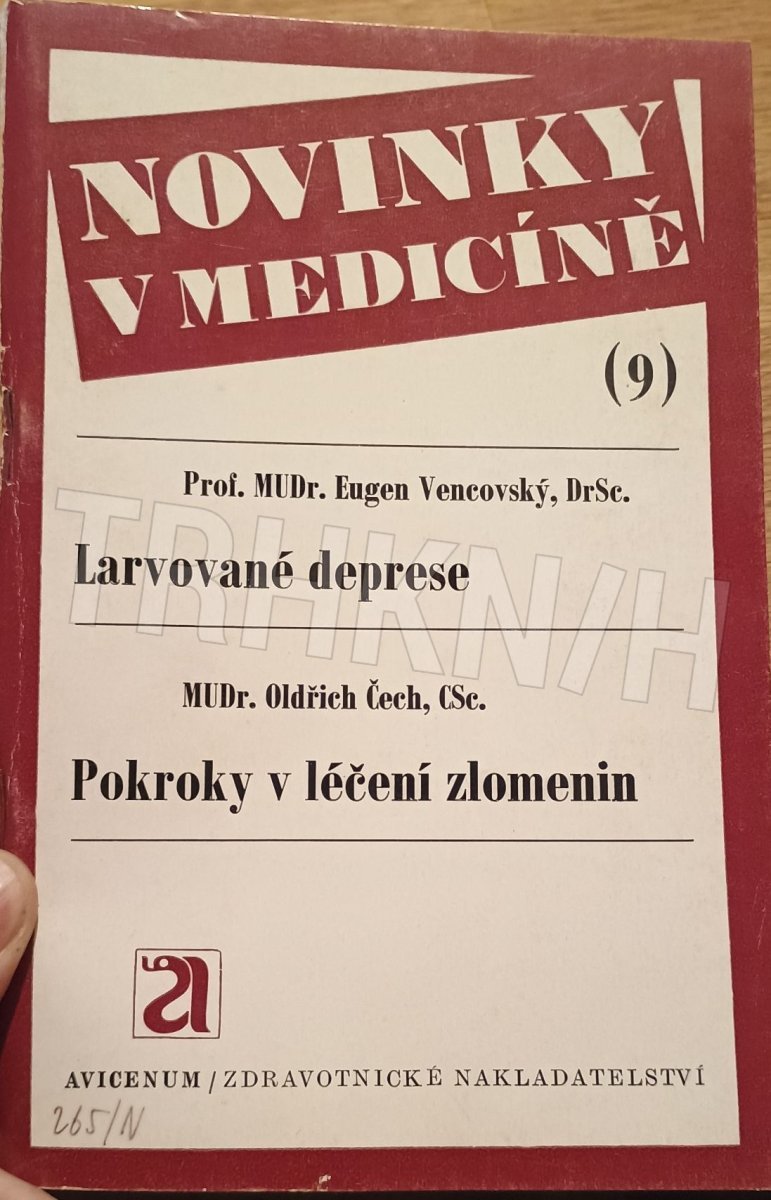 NOVINKY
V MEDICÍNĚ
(9)
Prof. MUDr. Eugen Vencovský, DrSc.
Larvované deprese
TRHKN/H
MUDr. Oldřich Čech, CSc.
Pokroky v léčení zlomenin
AVICENUM / ZDRAVOTNICKÉ NAKLADATELSTVÍ
265/N